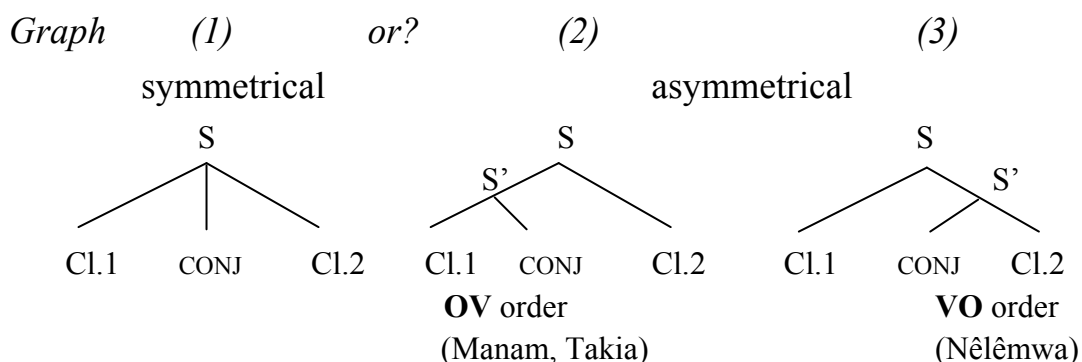 Graph (1) or? (2) (3)
symmetrical asymmetrical
S S S
S’ S’
Cl.1 CONJ Cl.2 Cl.1 CONJ Cl.2 Cl.1 CONJ Cl.2
OV order VO order
(Manam, Takia) (Nêlêmwa)